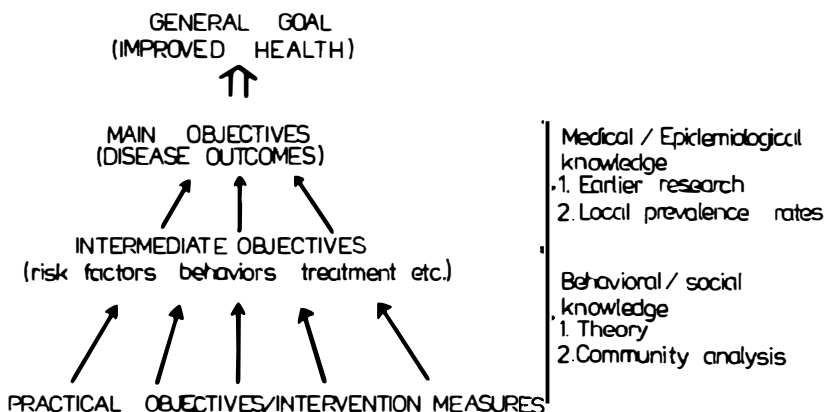 GENERAL GOAL
(IMPROVED HEALTH)
MAIN OBJECTIVES
(DISEASE OUTCOMES)
INTERMEDIATE OBJECTIVES
(risk factors behaviors treatment etc.)
PRACTICAL OBJECTIVES/INTERVENTION MEASURES
Medical / Epidemiological
knowledge
1. Earlier research
2. Local prevalence rates
Behavioral / social
knowledge
1. Theory
2. Community analysis